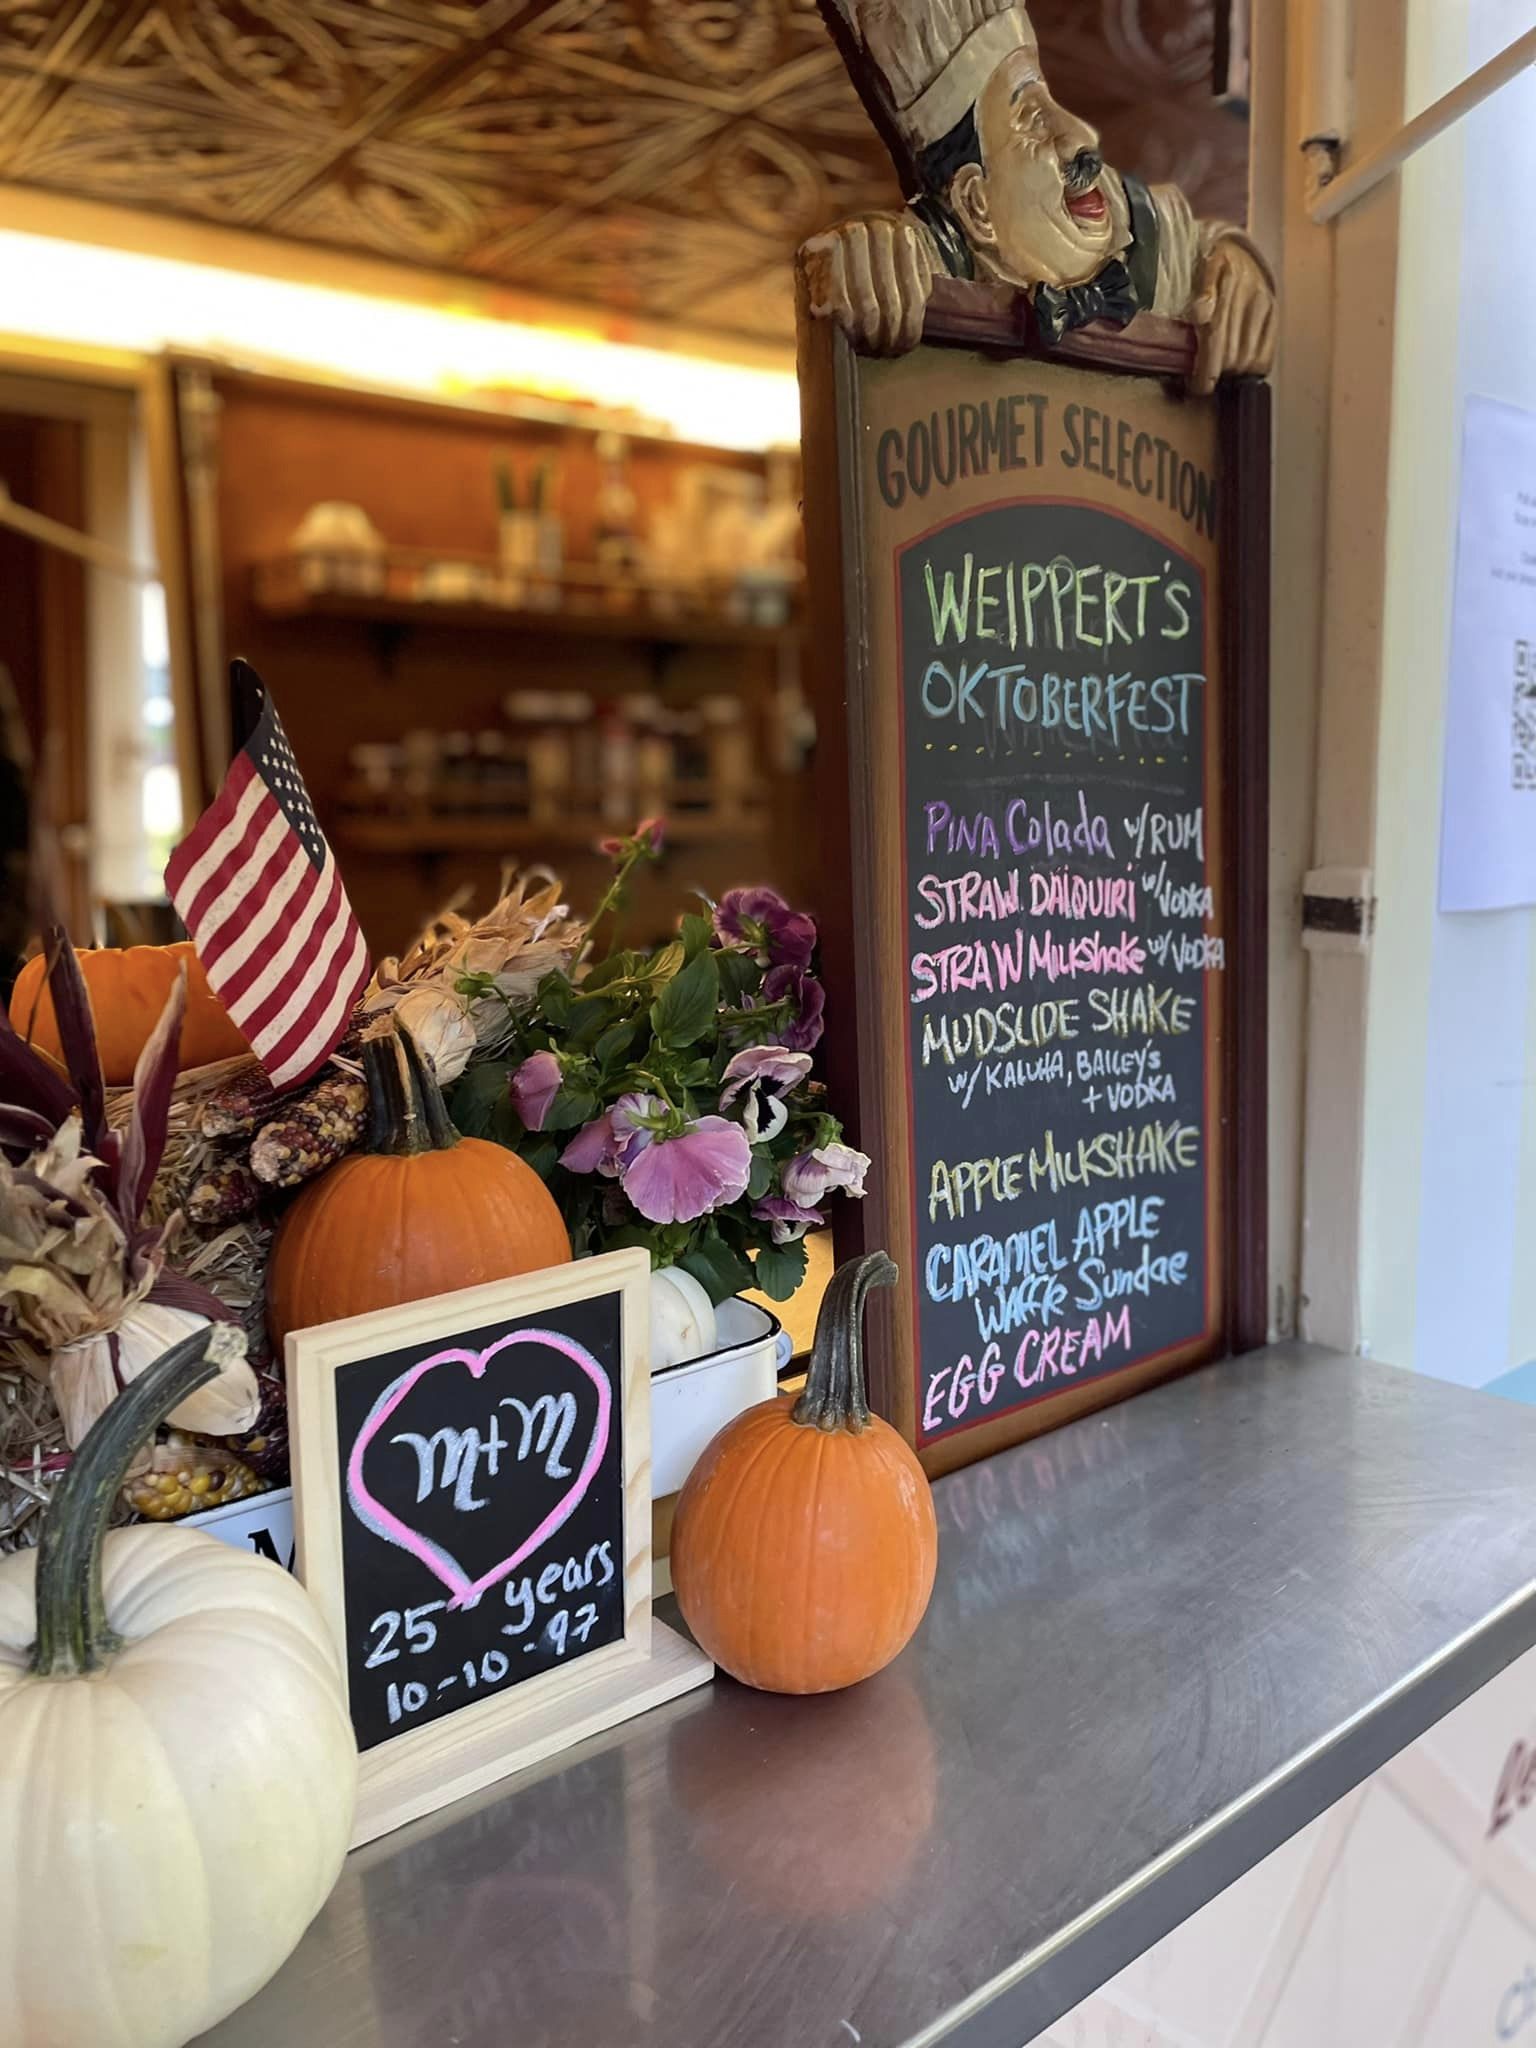 GOURMET SELECTION
WEIPPERT'S
OKTOBERFEST
PINA Colada w/ RUM
STRAW. DAIQUIRI w/ VODKA
STRAW MILKShake w/ VODKA
MUDSLIDE SHAKE
w/ KALUHA, BAILEY'S
+ VODKA
APPLE MILKSHAKE
CARAMEL APPLE
WAffle Sundae
EGG CREAM
m+m
25 years
10-10-97